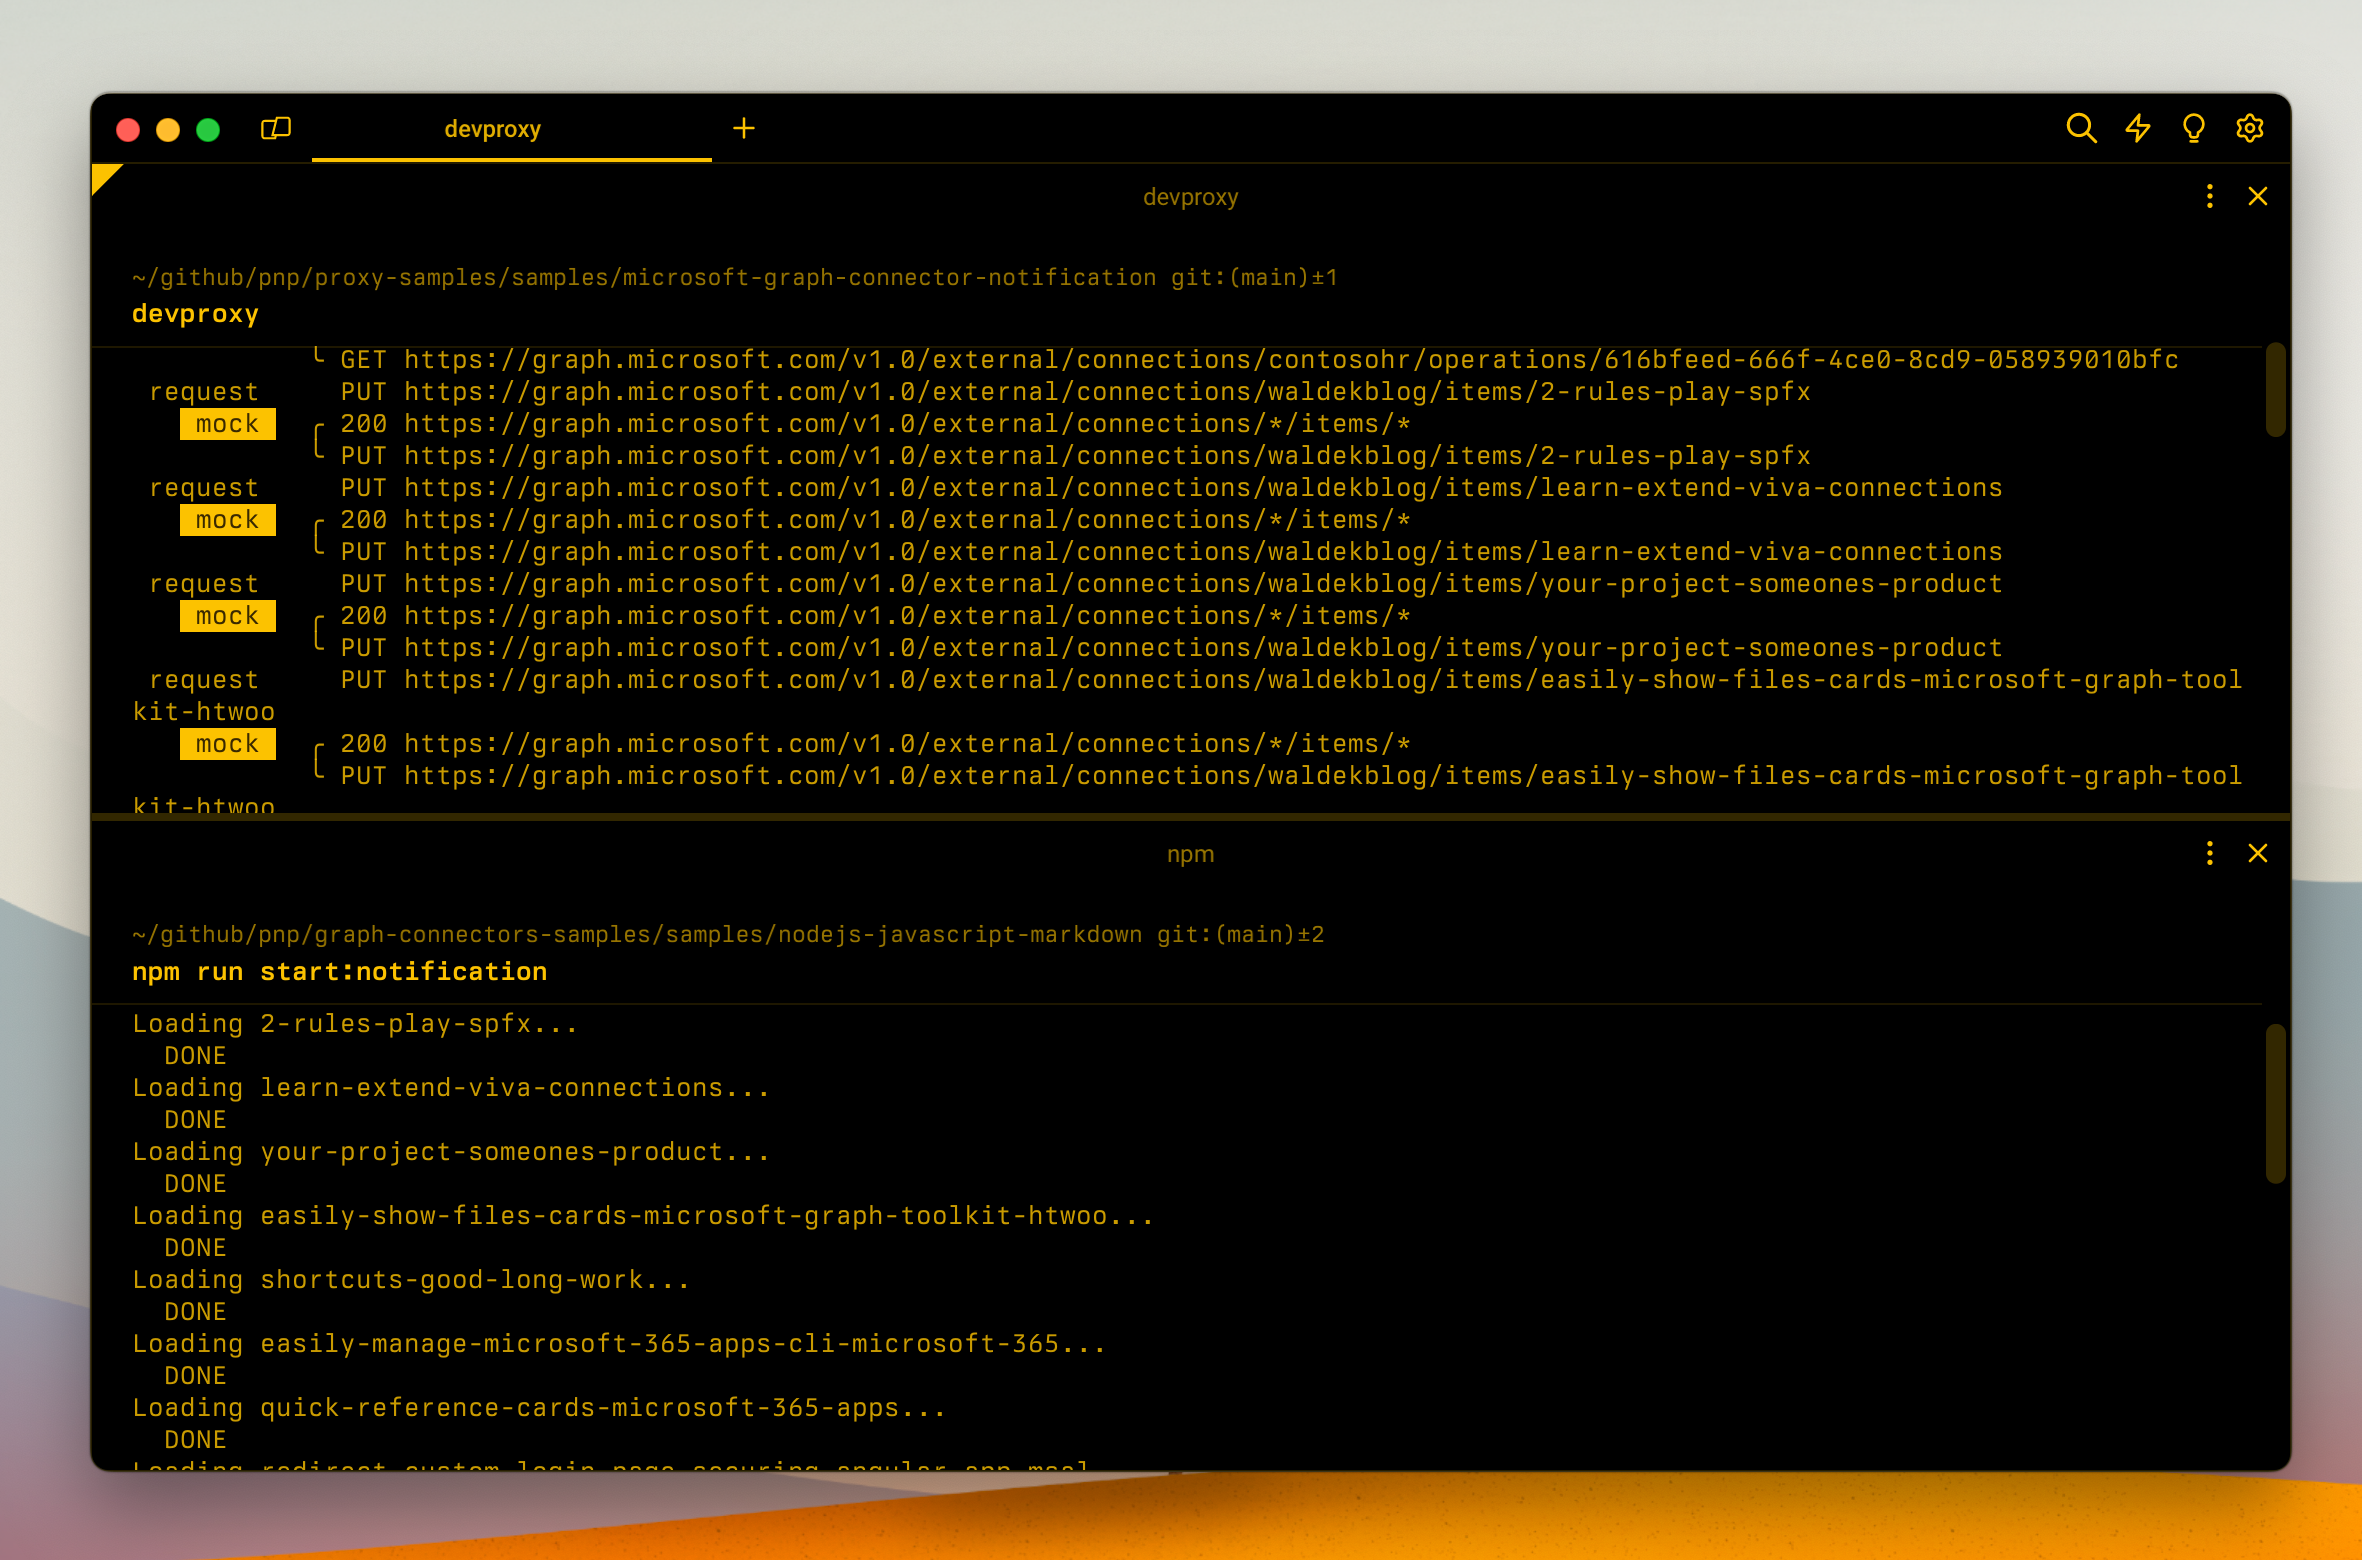 devproxy
devproxy
~/github/pnp/proxy-samples/samples/microsoft-graph-connector-notification git:(main)±1
devproxy
╰ GET https://graph.microsoft.com/v1.0/external/connections/contosohr/operations/616bfeed-666f-4ce0-8cd9-058939010bfc
request PUT https://graph.microsoft.com/v1.0/external/connections/waldekblog/items/2-rules-play-spfx
mock ╭ 200 https://graph.microsoft.com/v1.0/external/connections/*/items/*
╰ PUT https://graph.microsoft.com/v1.0/external/connections/waldekblog/items/2-rules-play-spfx
request PUT https://graph.microsoft.com/v1.0/external/connections/waldekblog/items/learn-extend-viva-connections
mock ╭ 200 https://graph.microsoft.com/v1.0/external/connections/*/items/*
╰ PUT https://graph.microsoft.com/v1.0/external/connections/waldekblog/items/learn-extend-viva-connections
request PUT https://graph.microsoft.com/v1.0/external/connections/waldekblog/items/your-project-someones-product
mock ╭ 200 https://graph.microsoft.com/v1.0/external/connections/*/items/*
╰ PUT https://graph.microsoft.com/v1.0/external/connections/waldekblog/items/your-project-someones-product
request PUT https://graph.microsoft.com/v1.0/external/connections/waldekblog/items/easily-show-files-cards-microsoft-graph-tool
kit-htwoo
mock ╭ 200 https://graph.microsoft.com/v1.0/external/connections/*/items/*
╰ PUT https://graph.microsoft.com/v1.0/external/connections/waldekblog/items/easily-show-files-cards-microsoft-graph-tool
kit-htwoo
npm
~/github/pnp/graph-connectors-samples/samples/nodejs-javascript-markdown git:(main)±2
npm run start:notification
Loading 2-rules-play-spfx...
DONE
Loading learn-extend-viva-connections...
DONE
Loading your-project-someones-product...
DONE
Loading easily-show-files-cards-microsoft-graph-toolkit-htwoo...
DONE
Loading shortcuts-good-long-work...
DONE
Loading easily-manage-microsoft-365-apps-cli-microsoft-365...
DONE
Loading quick-reference-cards-microsoft-365-apps...
DONE
Loading redirect-custom-login-page-securing-angular-app-msal